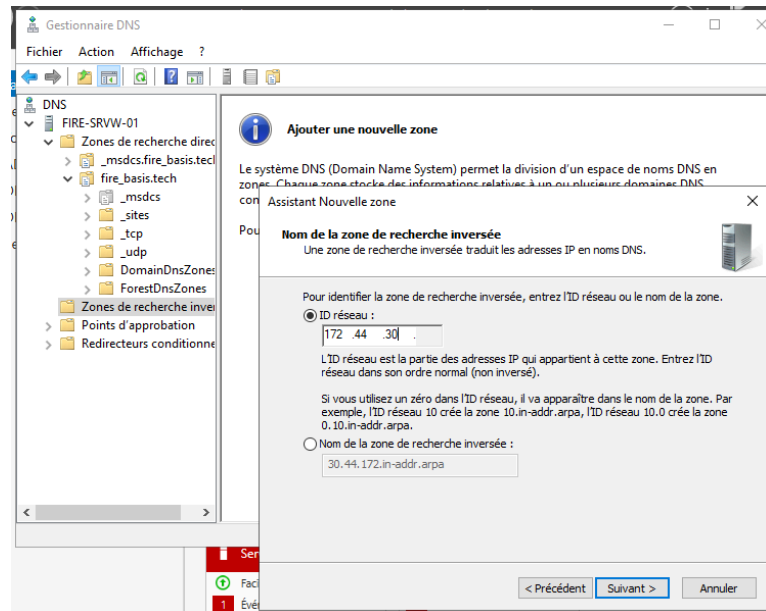 Gestionnaire DNS
Fichier Action Affichage ?
DNS
FIRE-SRVW-01
Zones de recherche direc
_msdcs.fire_basis.tecl
fire_basis.tech
_msdcs
_sites
_tcp
_udp
DomainDnsZones
ForestDnsZones
Zones de recherche inver
Points d'approbation
Redirecteurs conditionne
Ajouter une nouvelle zone
Le système DNS (Domain Name System) permet la division d'un espace de noms DNS en
zones. Chaque zone stocke des informations relatives à un ou plusieurs domaines DNS
con
Pou
Assistant Nouvelle zone
Nom de la zone de recherche inversée
Une zone de recherche inversée traduit les adresses IP en noms DNS.
Pour identifier la zone de recherche inversée, entrez l'ID réseau ou le nom de la zone.
ID réseau :
172 .44 .30 .
L'ID réseau est la partie des adresses IP qui appartient à cette zone. Entrez l'ID
réseau dans son ordre normal (non inversé).
Si vous utilisez un zéro dans l'ID réseau, il va apparaître dans le nom de la zone. Par
exemple, l'ID réseau 10 crée la zone 10.in-addr.arpa, l'ID réseau 10.0 crée la zone
0.10.in-addr.arpa.
Nom de la zone de recherche inversée :
30.44.172.in-addr.arpa
< Précédent Suivant > Annuler
Ser
Faci
1 Évé